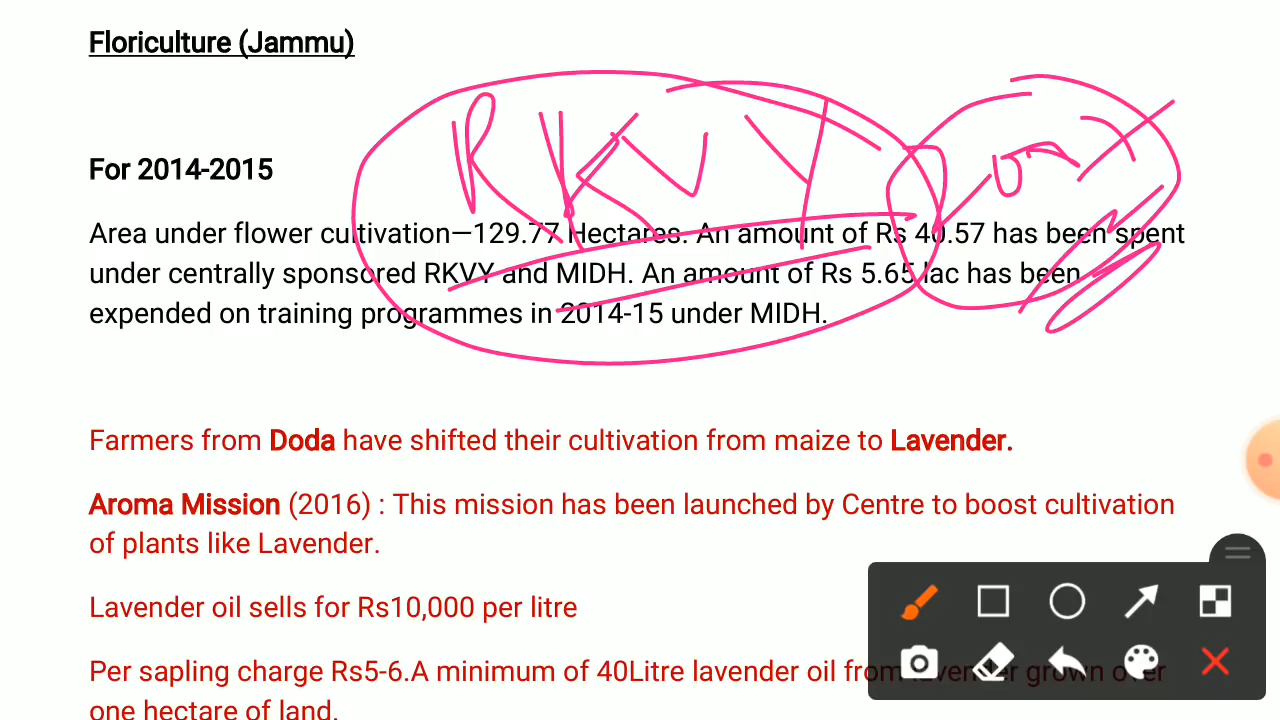 Floriculture (Jammu)
RKVY 2007
For 2014-2015
Area under flower cultivation—129.77 Hectares. An amount of Rs 40.57 has been spent
under centrally sponsored RKVY and MIDH. An amount of Rs 5.65 lac has been
expended on training programmes in 2014-15 under MIDH.
Farmers from Doda have shifted their cultivation from maize to Lavender.
Aroma Mission (2016) : This mission has been launched by Centre to boost cultivation
of plants like Lavender.
Lavender oil sells for Rs10,000 per litre
Per sapling charge Rs5-6.A minimum of 40Litre lavender oil from lavender grown over
one hectare of land.